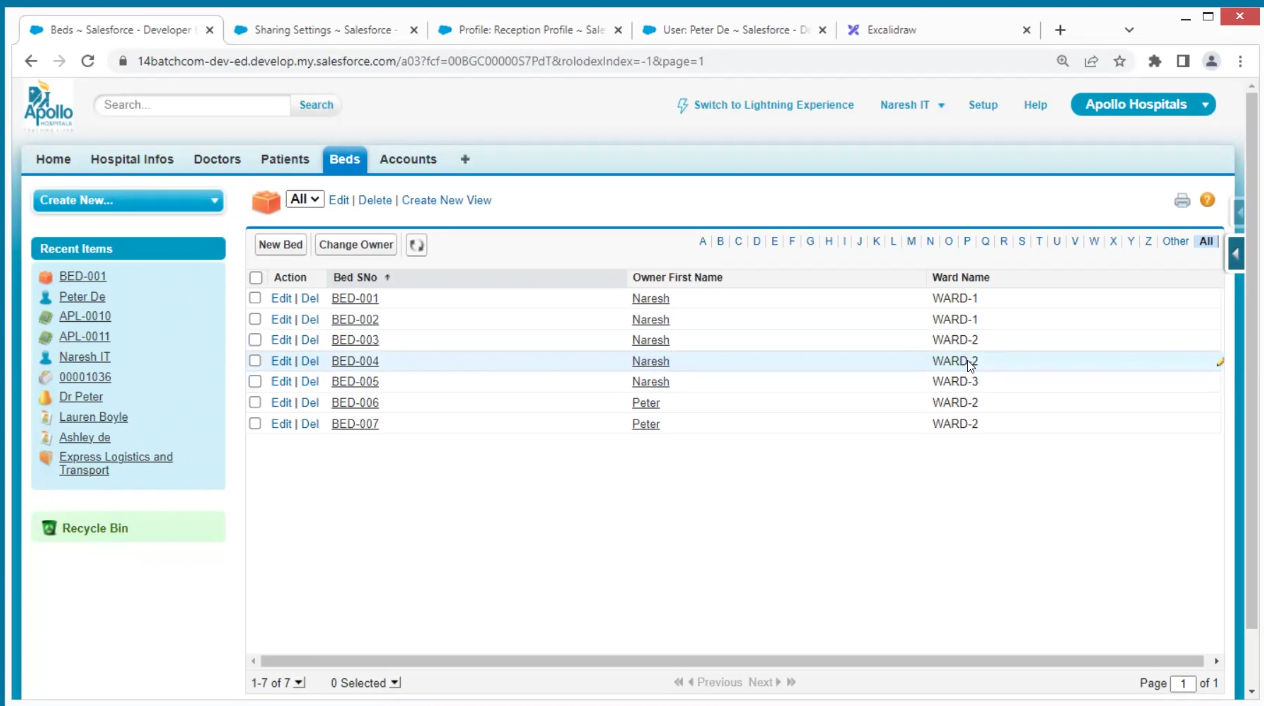 Beds ~ Salesforce - Developer
Sharing Settings ~ Salesforce -
Profile: Reception Profile ~ Sale
User: Peter De ~ Salesforce - De
Excalidraw
14batchcom-dev-ed.develop.my.salesforce.com/a03?fcf=00BGC00000S7PdT&rolodexIndex=-1&page=1
Apollo
HOSPITALS
Search...
Search
Switch to Lightning Experience
Naresh IT
Setup
Help
Apollo Hospitals
Home
Hospital Infos
Doctors
Patients
Beds
Accounts
Create New...
All
Edit | Delete | Create New View
Recent Items
BED-001
Peter De
APL-0010
APL-0011
Naresh IT
00001036
Dr Peter
Lauren Boyle
Ashley de
Express Logistics and
Transport
Recycle Bin
New Bed
Change Owner
A | B | C | D | E | F | G | H | I | J | K | L | M | N | O | P | Q | R | S | T | U | V | W | X | Y | Z | Other All
Action Bed SNo Owner First Name Ward Name
Edit | Del BED-001 Naresh WARD-1
Edit | Del BED-002 Naresh WARD-1
Edit | Del BED-003 Naresh WARD-2
Edit | Del BED-004 Naresh WARD-2
Edit | Del BED-005 Naresh WARD-3
Edit | Del BED-006 Peter WARD-2
Edit | Del BED-007 Peter WARD-2
1-7 of 7
0 Selected
Previous Next
Page 1 of 1